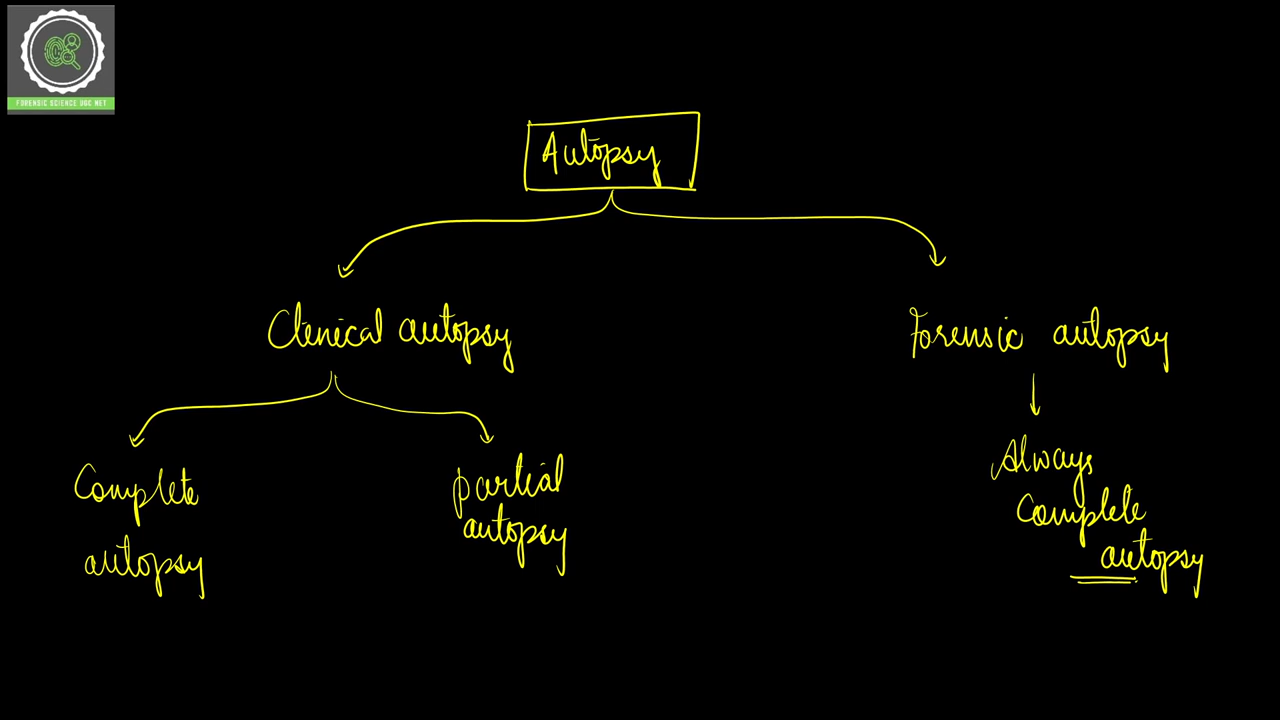 FORENSIC SCIENCE UGC NET
Autopsy
Clenical autopsy
Forensic autopsy
Complete
autopsy
partial
autopsy
Always
Complete
autopsy